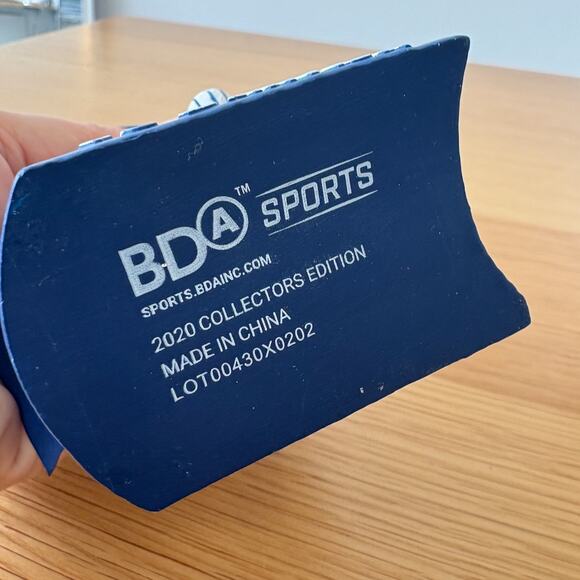 BDA™ SPORTS
SPORTS.BDAINC.COM
2020 COLLECTORS EDITION
MADE IN CHINA
LOT00430X0202